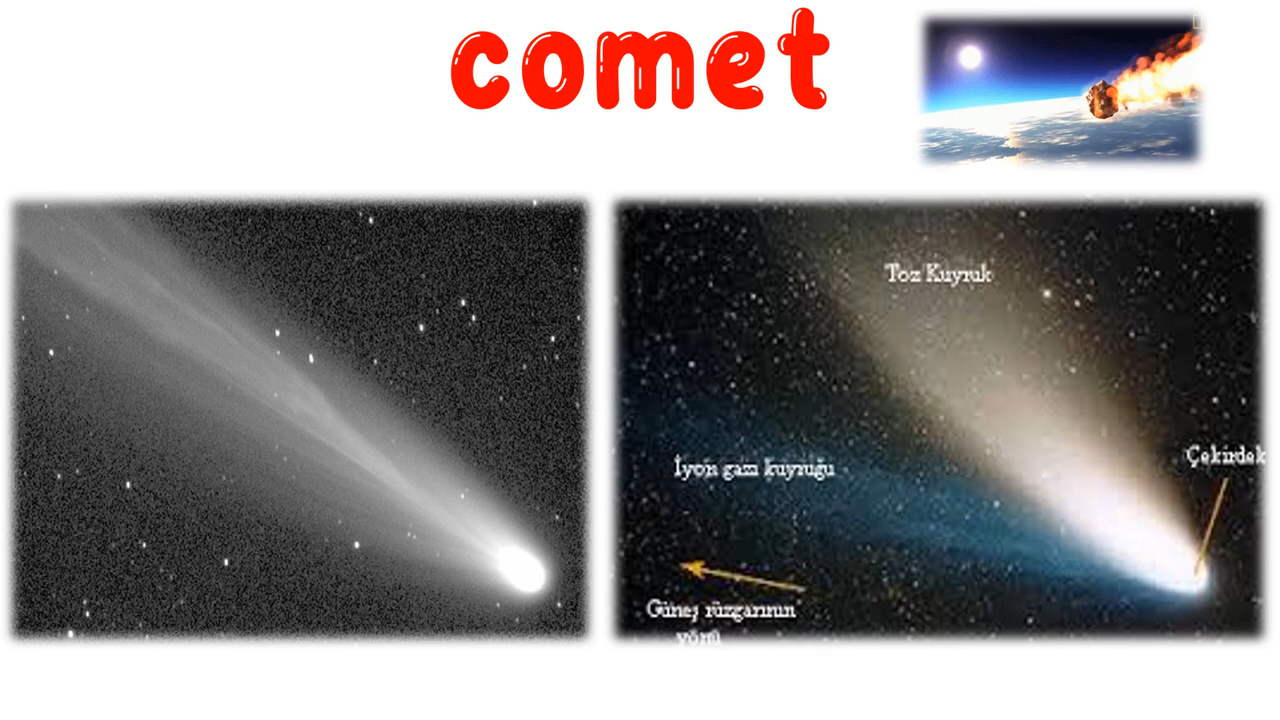 comet
Toz Kuyruk
Çekirdek
İyon gazı kuyruğu
Güneş rüzgarının
yönü